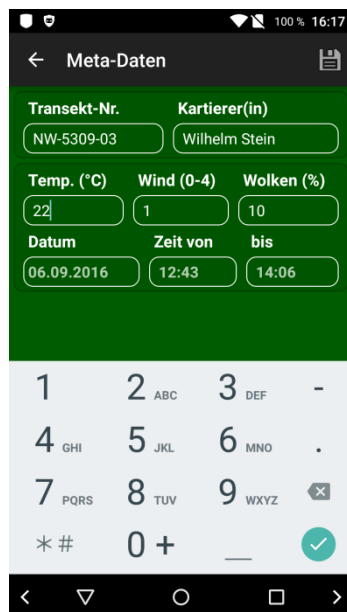 100 % 16:17
Meta-Daten
Transekt-Nr. Kartierer(in)
NW-5309-03 Wilhelm Stein
Temp. (°C) Wind (0-4) Wolken (%)
22 1 10
Datum Zeit von bis
06.09.2016 12:43 14:06
1 2 ABC 3 DEF -
4 GHI 5 JKL 6 MNO .
7 PQRS 8 TUV 9 WXYZ
*# 0 + _